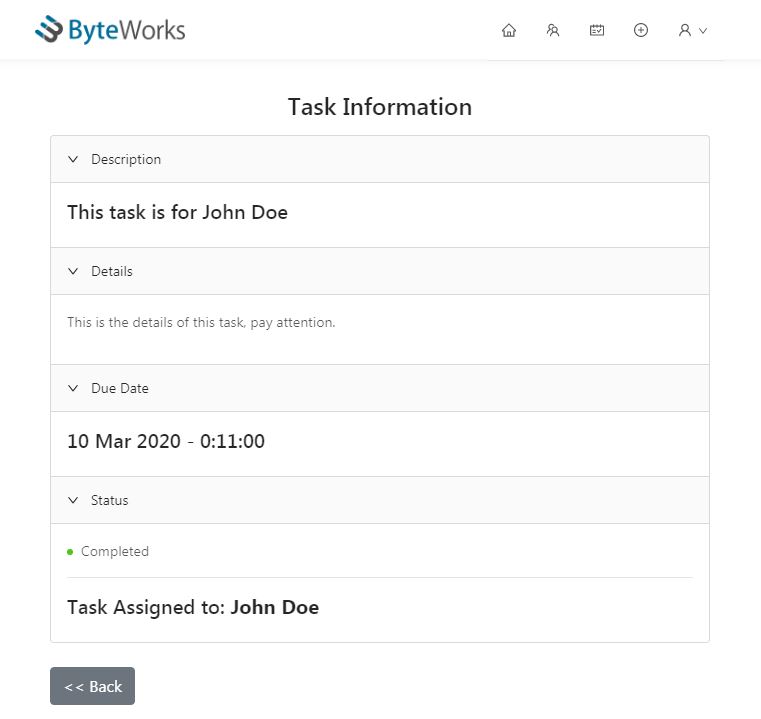 ByteWorks
Task Information
Description
This task is for John Doe
Details
This is the details of this task, pay attention.
Due Date
10 Mar 2020 - 0:11:00
Status
Completed
Task Assigned to: John Doe
<< Back